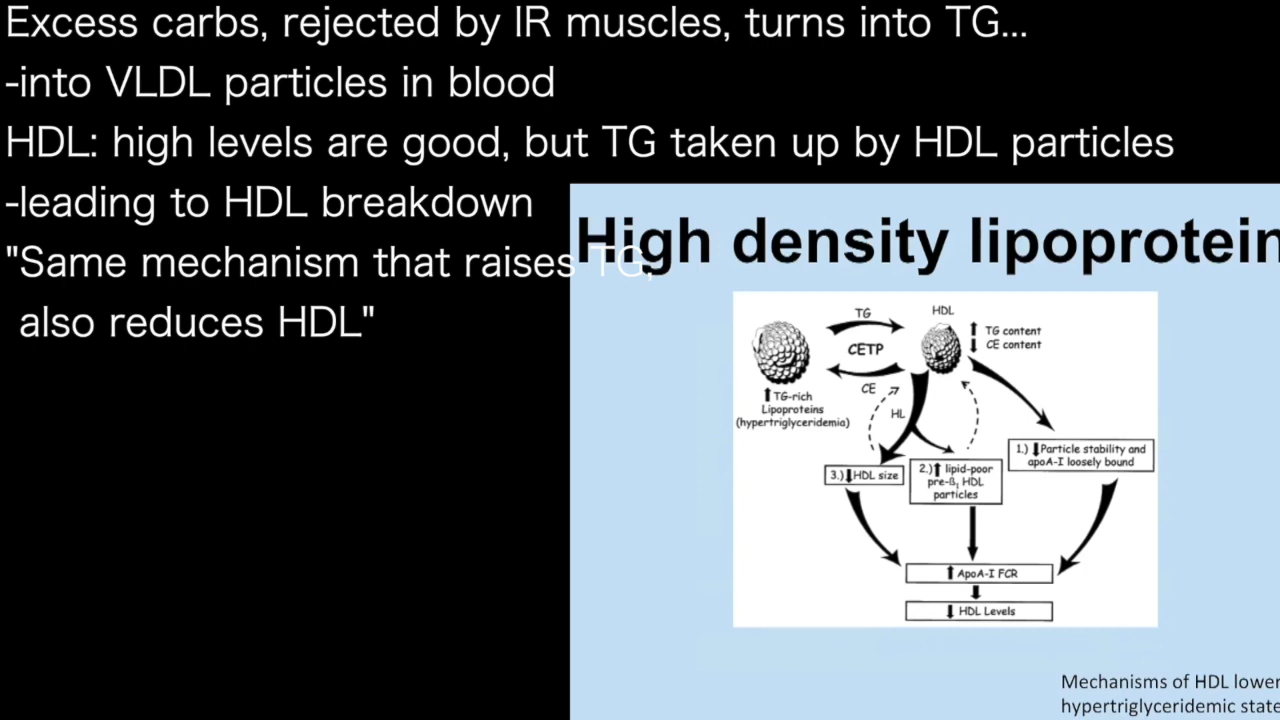 Excess carbs, rejected by IR muscles, turns into TG...
-into VLDL particles in blood
HDL: high levels are good, but TG taken up by HDL particles
-leading to HDL breakdown
"Same mechanism that raises TG,
also reduces HDL"
High density lipoprotein
TG
HDL
TG content
CE content
CETP
CE
TG-rich
Lipoproteins
(hypertriglyceridemia)
HL
1.) Particle stability and
apoA-I loosely bound
2.) lipid-poor
pre-ß₁ HDL
particles
3.) HDL size
ApoA-I FCR
HDL Levels
Mechanisms of HDL lower
hypertriglyceridemic state